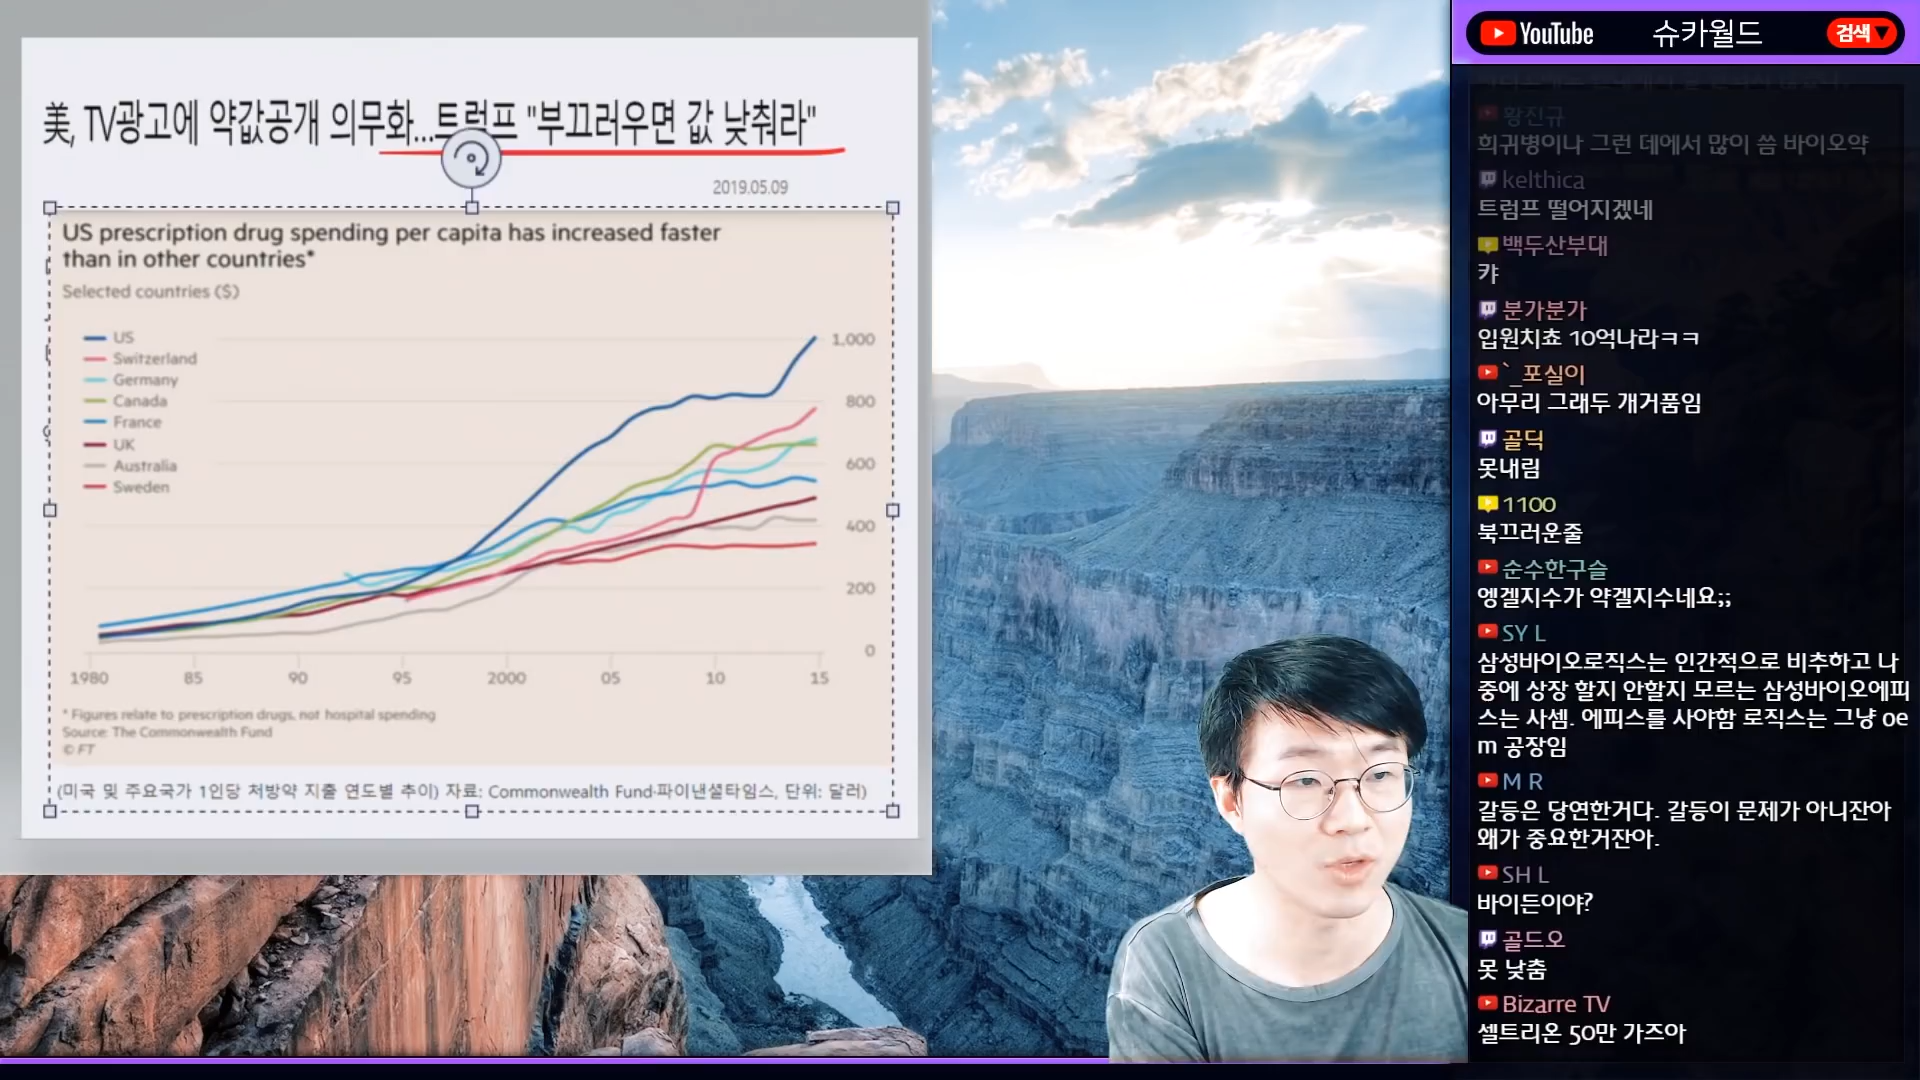 美, TV광고에 약값공개 의무화...트럼프 "부끄러우면 값 낮춰라"
2019.05.09
US prescription drug spending per capita has increased faster
than in other countries*
Selected countries ($)
US
Switzerland
Germany
Canada
France
UK
Australia
Sweden
1,000
800
600
400
200
0
1980 85 90 95 2000 05 10 15
* Figures relate to prescription drugs, not hospital spending
Source: The Commonwealth Fund
© FT
(미국 및 주요국가 1인당 처방약 지출 연도별 추이) 자료: Commonwealth Fund·파이낸셜타임스, 단위: 달러)
YouTube 슈카월드 검색▼
황진규
희귀병이나 그런 데에서 많이 씀 바이오약
kelthica
트럼프 떨어지겠네
백두산부대
캬
분가분가
입원치쵸 10억나라ㅋㅋ
`_포실이
아무리 그래두 개거품임
골딕
못내림
1100
북끄러운줄
순수한구슬
엥겔지수가 약겔지수네요;;
SY L
삼성바이오로직스는 인간적으로 비추하고 나
중에 상장 할지 안할지 모르는 삼성바이오에피
스는 사셈. 에피스를 사야함 로직스는 그냥 oe
m 공장임
M R
갈등은 당연한거다. 갈등이 문제가 아니잔아
왜가 중요한거잔아.
SH L
바이든이야?
골드오
못 낮춤
Bizarre TV
셀트리온 50만 가즈아